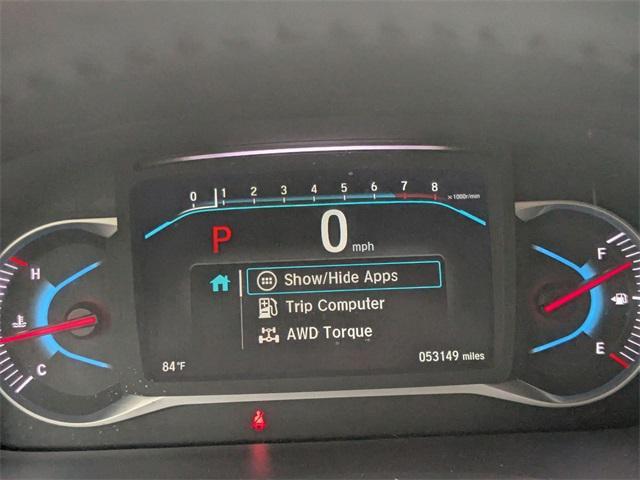 0 1 2 3 4 5 6 7 8 x 1000r/min
P 0 mph
H
C
Show/Hide Apps
Trip Computer
AWD Torque
84°F
053149 miles
F
E